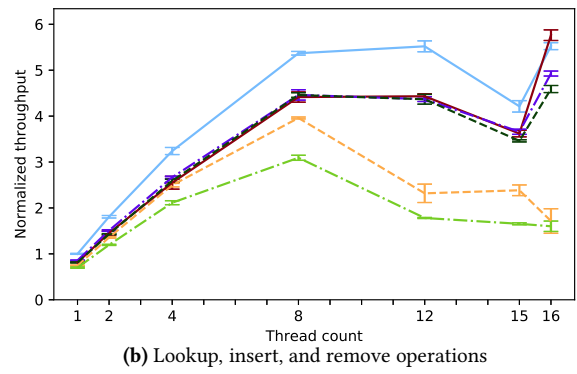 6
5
4
3
2
1
0
Normalized throughput
1 2 4 8 12 15 16
Thread count
(b) Lookup, insert, and remove operations